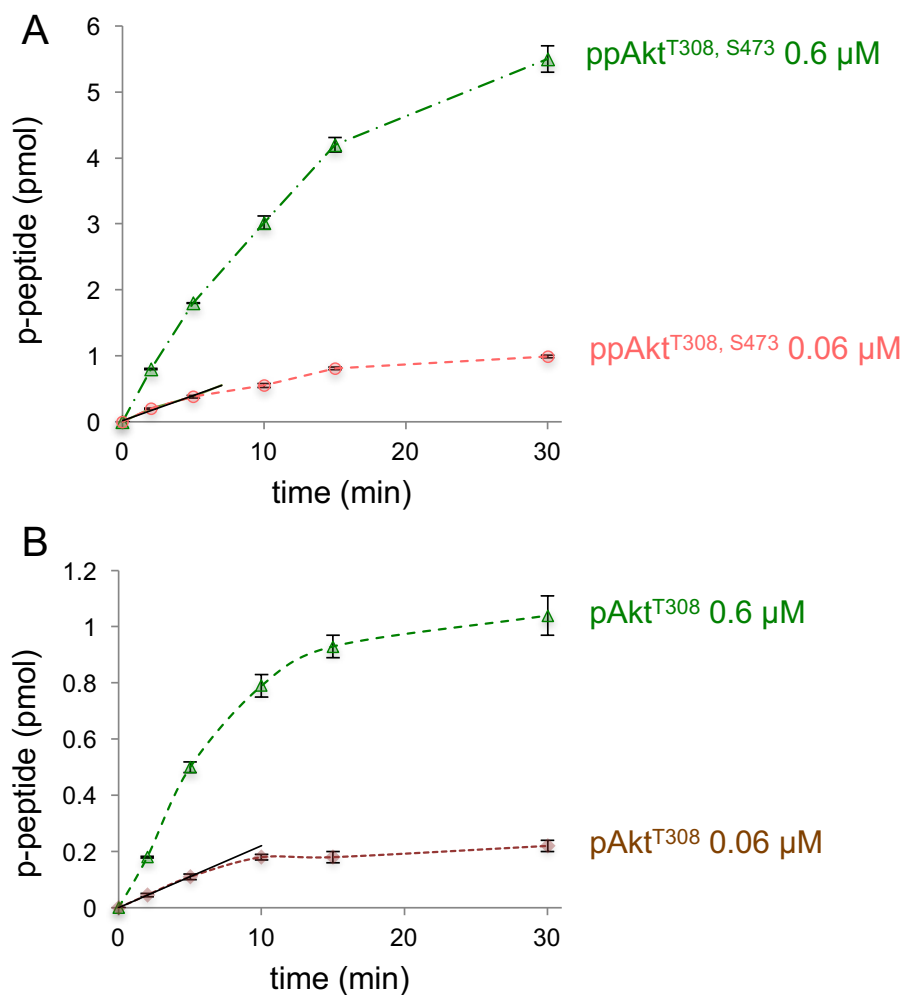 A
6
5
4
3
2
1
0
p-peptide (pmol)
0
10
20
30
time (min)
ppAkt^T308, S473 0.6 µM
ppAkt^T308, S473 0.06 µM
B
1.2
1
0.8
0.6
0.4
0.2
0
p-peptide (pmol)
0
10
20
30
time (min)
pAkt^T308 0.6 µM
pAkt^T308 0.06 µM